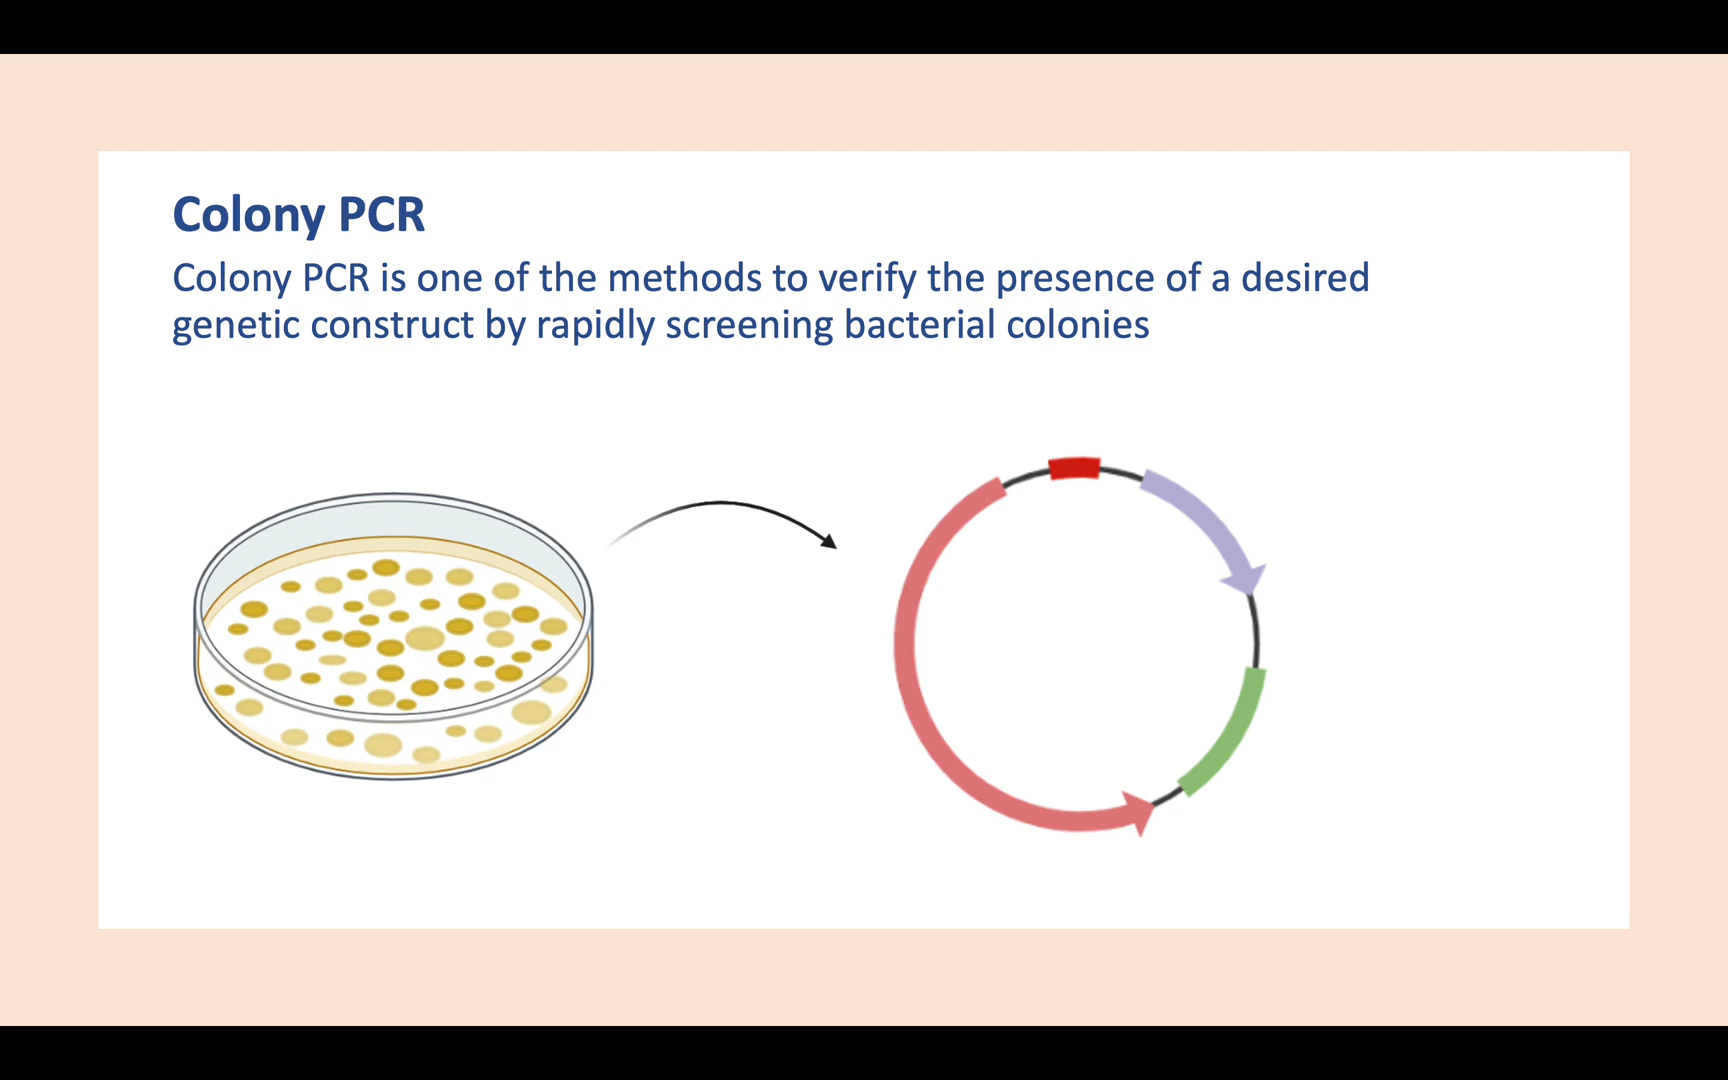 Colony PCR
Colony PCR is one of the methods to verify the presence of a desired
genetic construct by rapidly screening bacterial colonies